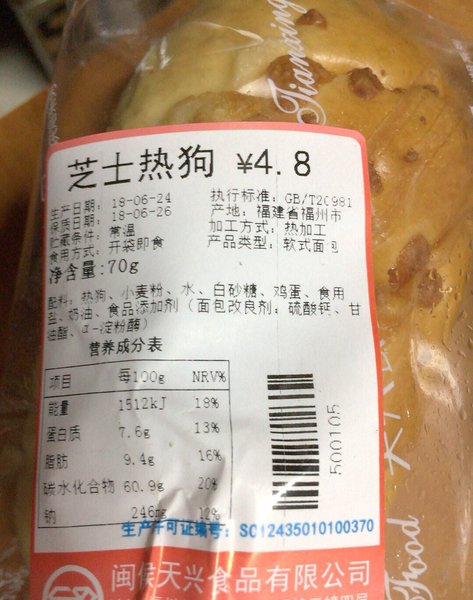 Tianxing
芝士热狗 ¥4.8
生产日期: 18-06-24 执行标准: GB/T20981
保质日期: 18-06-26 产地: 福建省福州市
贮藏条件: 常温 加工方式: 热加工
食用方式: 开袋即食 产品类型: 软式面包
净含量:70g
配料: 热狗、小麦粉、水、白砂糖、鸡蛋、食用
盐、奶油、食品添加剂(面包改良剂: 硫酸钙、甘
油酯、α-淀粉酶)
营养成分表
项目 每100g NRV%
能量 1512kJ 18%
蛋白质 7.6g 13%
脂肪 9.4g 16%
碳水化合物 60.9g 20%
钠 246mg 12%
500105
生产许可证编号: SC12435010100370
闽侯天兴食品有限公司
Food